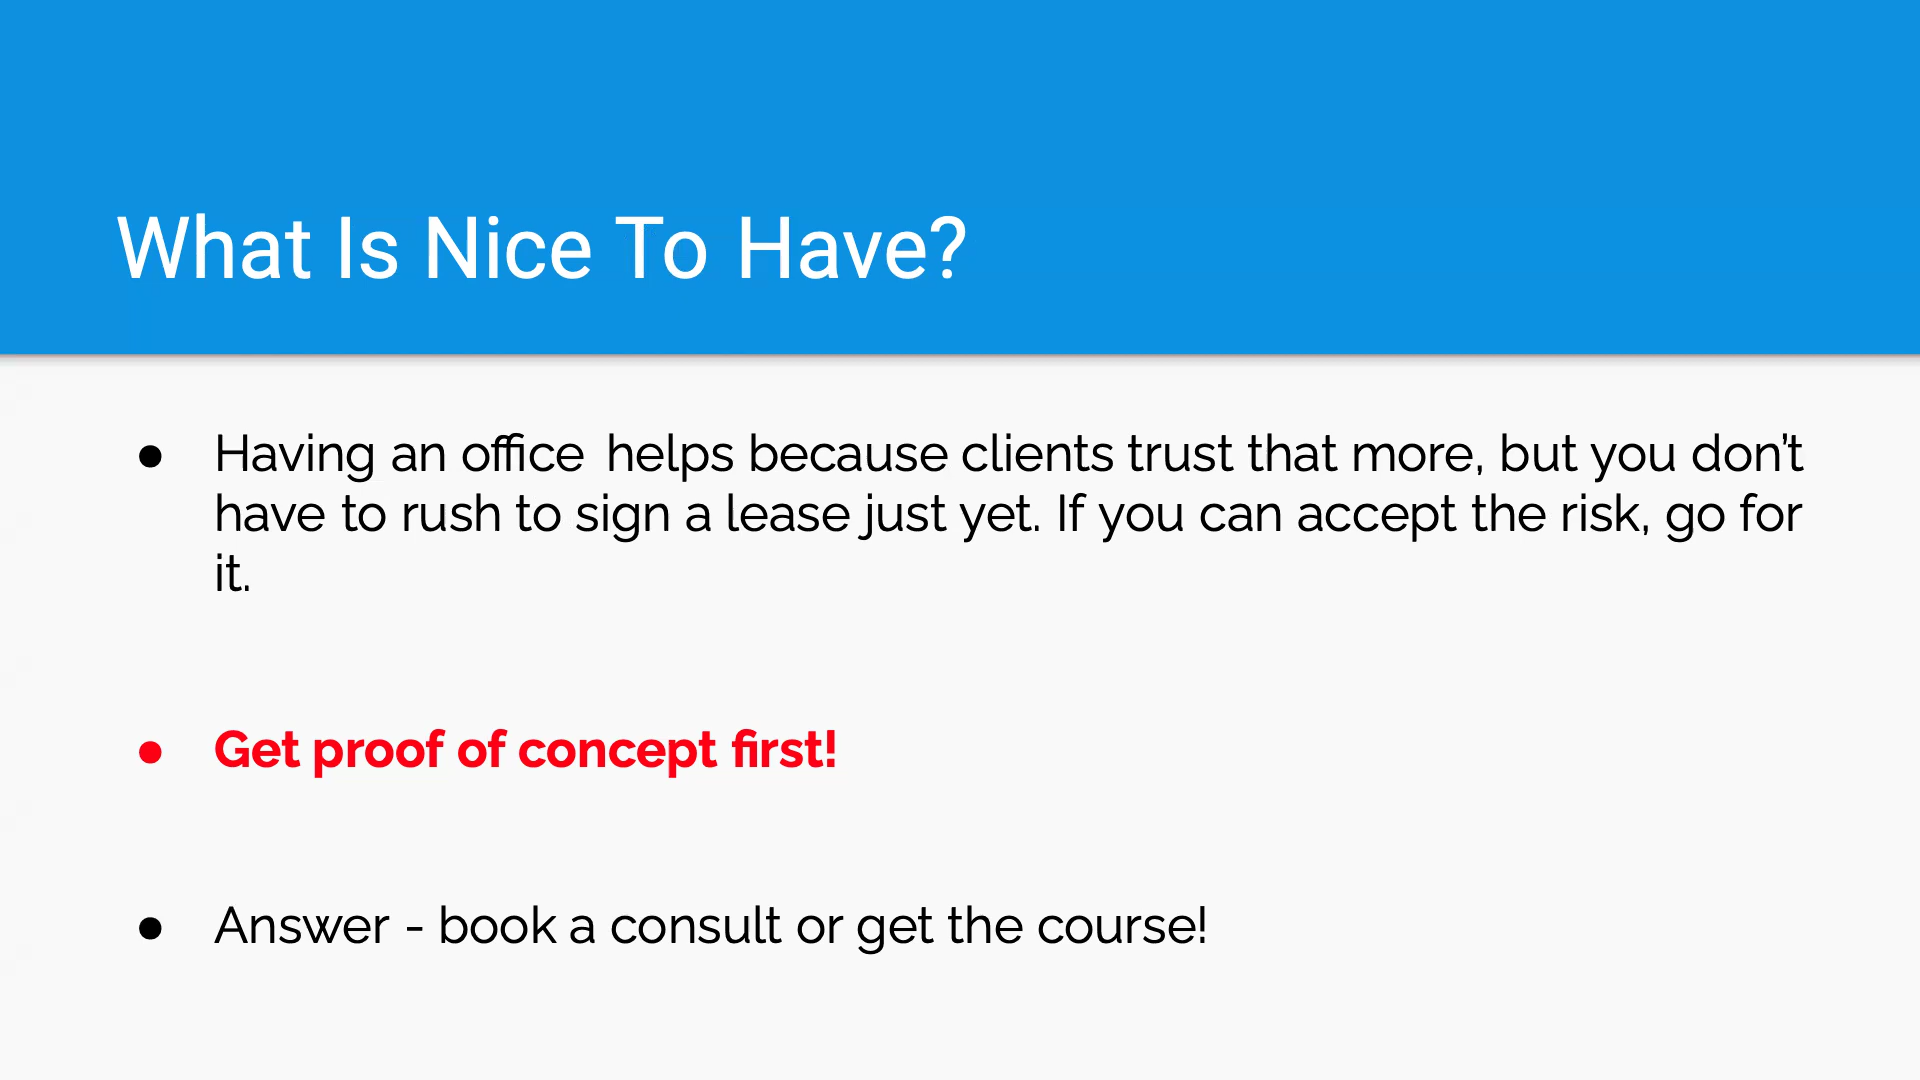 What Is Nice To Have?
● Having an office helps because clients trust that more, but you don’t
have to rush to sign a lease just yet. If you can accept the risk, go for
it.
● Get proof of concept first!
● Answer - book a consult or get the course!